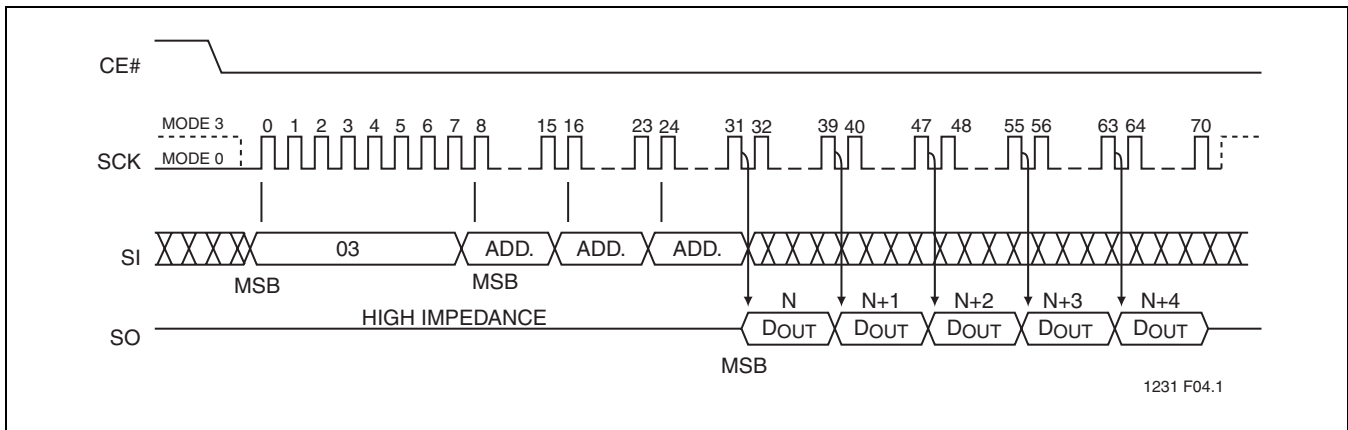 CE#
MODE 3
0 1 2 3 4 5 6 7 8 15 16 23 24 31 32 39 40 47 48 55 56 63 64 70
SCK
MODE 0
SI
03 ADD. ADD. ADD.
MSB MSB
N N+1 N+2 N+3 N+4
HIGH IMPEDANCE
SO
DOUT DOUT DOUT DOUT DOUT
MSB
1231 F04.1